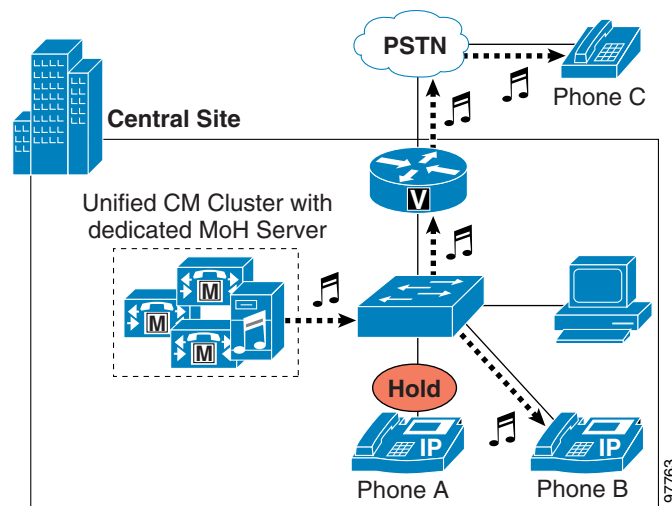 PSTN
Phone C
Central Site
V
Unified CM Cluster with
dedicated MoH Server
M
M
M
Hold
IP
IP
Phone A
Phone B
97763